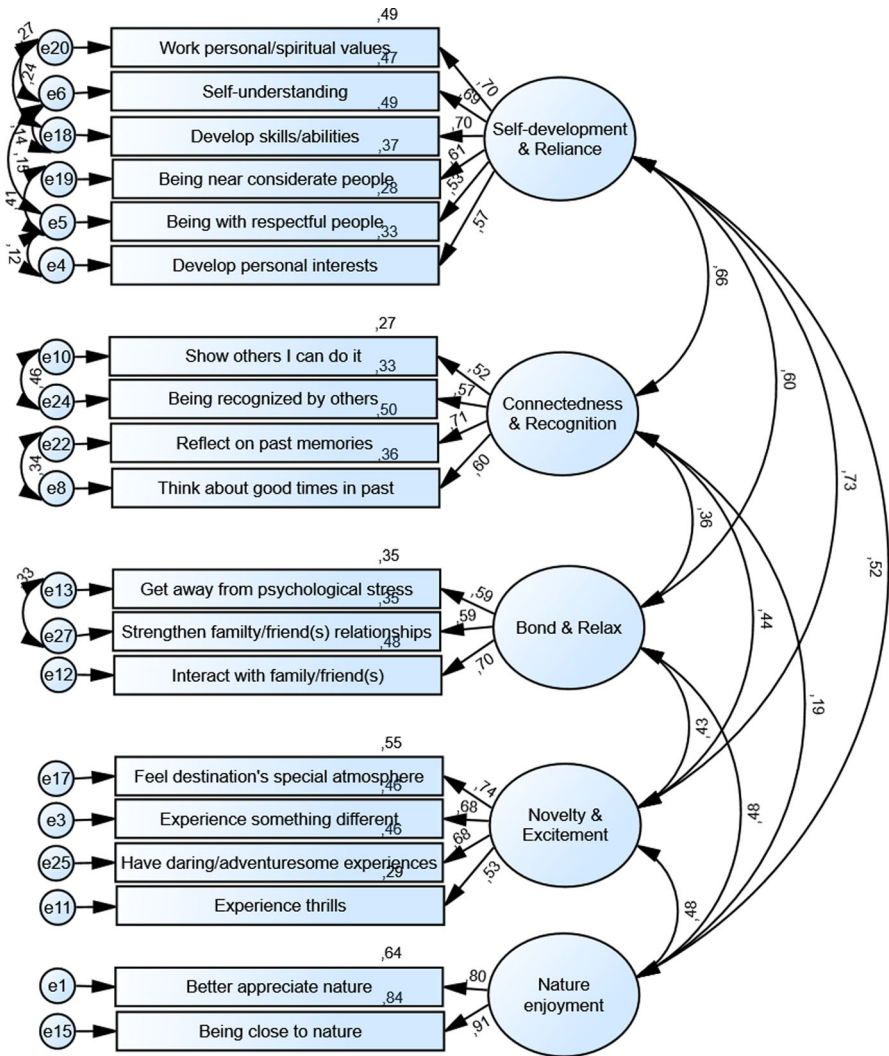 ,49
,27
e20
Work personal/spiritual values
,47
,70
,24
e6
Self-understanding
,49
,69
Self-development
& Reliance
e18
Develop skills/abilities
,37
,70
,14
,15
e19
Being near considerate people
,28
,61
,41
e5
Being with respectful people
,33
,53
,12
e4
Develop personal interests
,57
,66
,27
e10
Show others I can do it
,33
,52
,46
e24
Being recognized by others
,50
,57
Connectedness
& Recognition
,60
e22
Reflect on past memories
,36
,71
,34
e8
Think about good times in past
,60
,73
,36
,52
,35
,33
e13
Get away from psychological stress
,35
,59
e27
Strengthen familty/friend(s) relationships
,48
,59
Bond & Relax
,44
e12
Interact with family/friend(s)
,70
,19
,43
,55
e17
Feel destination's special atmosphere
,46
,74
e3
Experience something different
,46
,68
Novelty &
Excitement
,48
e25
Have daring/adventuresome experiences
,29
,68
e11
Experience thrills
,53
,48
,64
e1
Better appreciate nature
,84
,80
Nature
enjoyment
e15
Being close to nature
,91